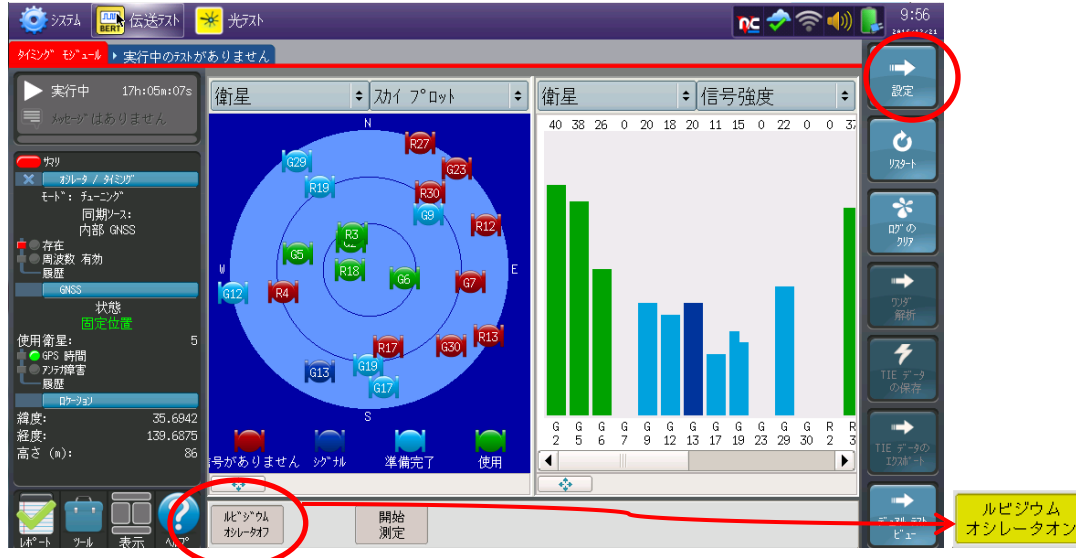 システム
BERT
伝送テスト
光テスト
9:56
2016/12/21
タイミング モジュール
実行中のテストがありません
実行中 17h:05m:07s
メッセージはありません
サマリ
オシレータ / タイミング
モード: チューニング
同期ソース:
内部 GNSS
存在
周波数 有効
履歴
GNSS
状態
固定位置
使用衛星: 5
GPS 時間
アンテナ障害
履歴
ロケーション
緯度: 35.6942
経度: 139.6875
高さ (m): 86
レポート
ツール
表示
ヘルプ
衛星
スカイ プロット
N
R27
G29
G23
R19
R30
G9
R12
R3
G2
G5
R18
G6
W
E
G12
R4
G7
R13
R17
G30
G13
G19
G17
S
号がありません
シグナル
準備完了
使用
衛星
信号強度
40 38 26 0 20 18 20 11 15 0 22 0 0 37
G G G G G G G G G G G G R R
2 5 6 7 9 12 13 17 19 23 29 30 2 3
ルビジウム
オシレータオフ
開始
測定
設定
リスタート
ログの
クリア
ワンダ
解析
TIE データ
の保存
TIE データの
エクスポート
デュアル テスト
ビュー
ルビジウム
オシレータオン